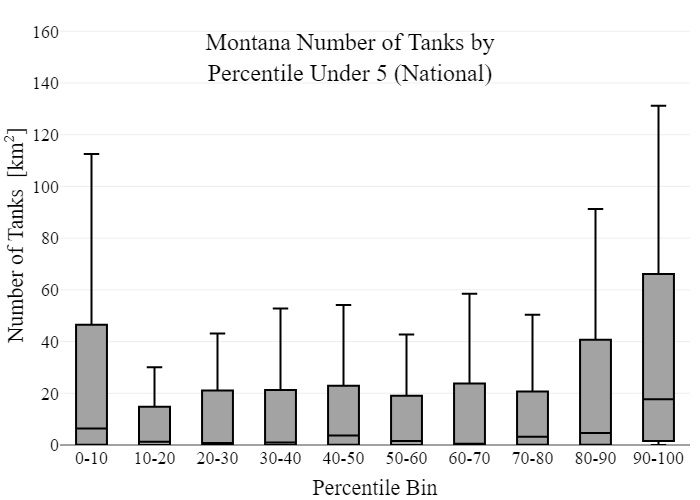 Montana Number of Tanks by
Percentile Under 5 (National)
Number of Tanks [km²]
160
140
120
100
80
60
40
20
0
0-10 10-20 20-30 30-40 40-50 50-60 60-70 70-80 80-90 90-100
Percentile Bin